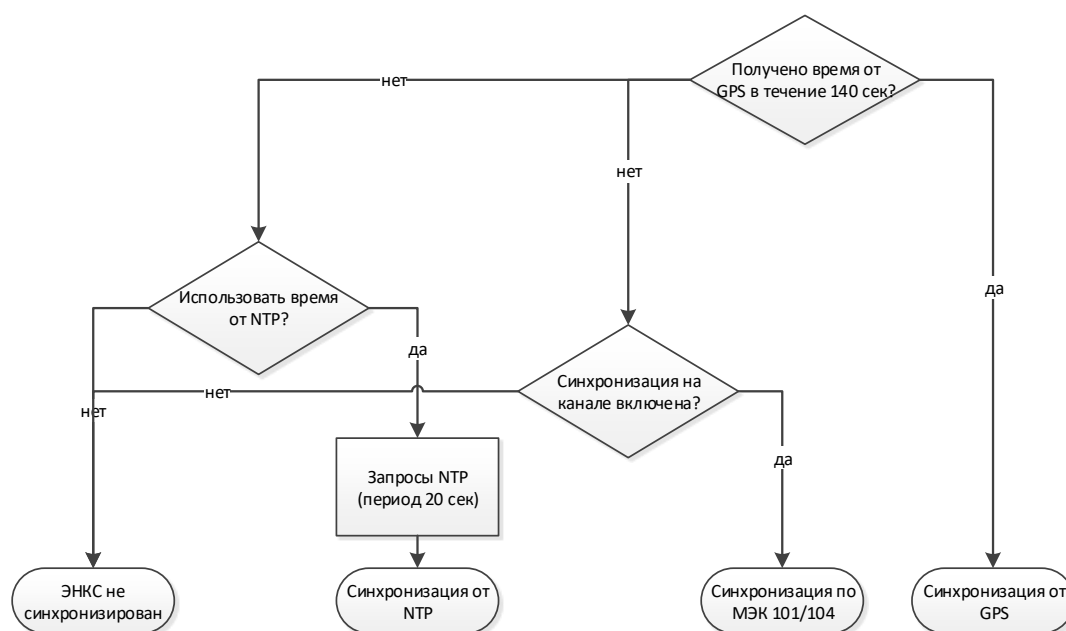 Получено время от
GPS в течение 140 сек?
нет
нет
да
Использовать время
от NTP?
да
Синхронизация на
канале включена?
нет
нет
да
Запросы NTP
(период 20 сек)
ЭНКС не
синхронизирован
Синхронизация от
NTP
Синхронизация по
МЭК 101/104
Синхронизация от
GPS